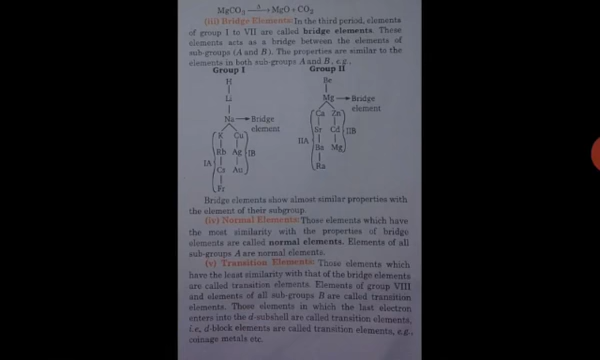 MgCO₃ —Δ→ MgO + CO₂
(iii) Bridge Elements: In the third period, elements
of group I to VII are called bridge elements. These
elements acts as a bridge between the elements of
sub-groups (A and B). The properties are similar to the
elements in both sub-groups A and B, e.g.,
Group I Group II
H Be
Li Mg → Bridge element
Na → Bridge element
Ca Zn
K Cu
Sr Cd IIB
IIA
Rb Ag IB
Ba Mg
IA
Cs Au
Ra
Fr
Bridge elements show almost similar properties with
the element of their subgroup.
(iv) Normal Elements: Those elements which have
the most similarity with the properties of bridge
elements are called normal elements. Elements of all
sub-groups A are normal elements.
(v) Transition Elements: Those elements which
have the least similarity with that of the bridge elements
are called transition elements. Elements of group VIII
and elements of all sub-groups B are called transition
elements. Those elements in which the last electron
enters into the d-subshell are called transition elements,
i.e, d-block elements are called transition elements, e.g.,
coinage metals etc.